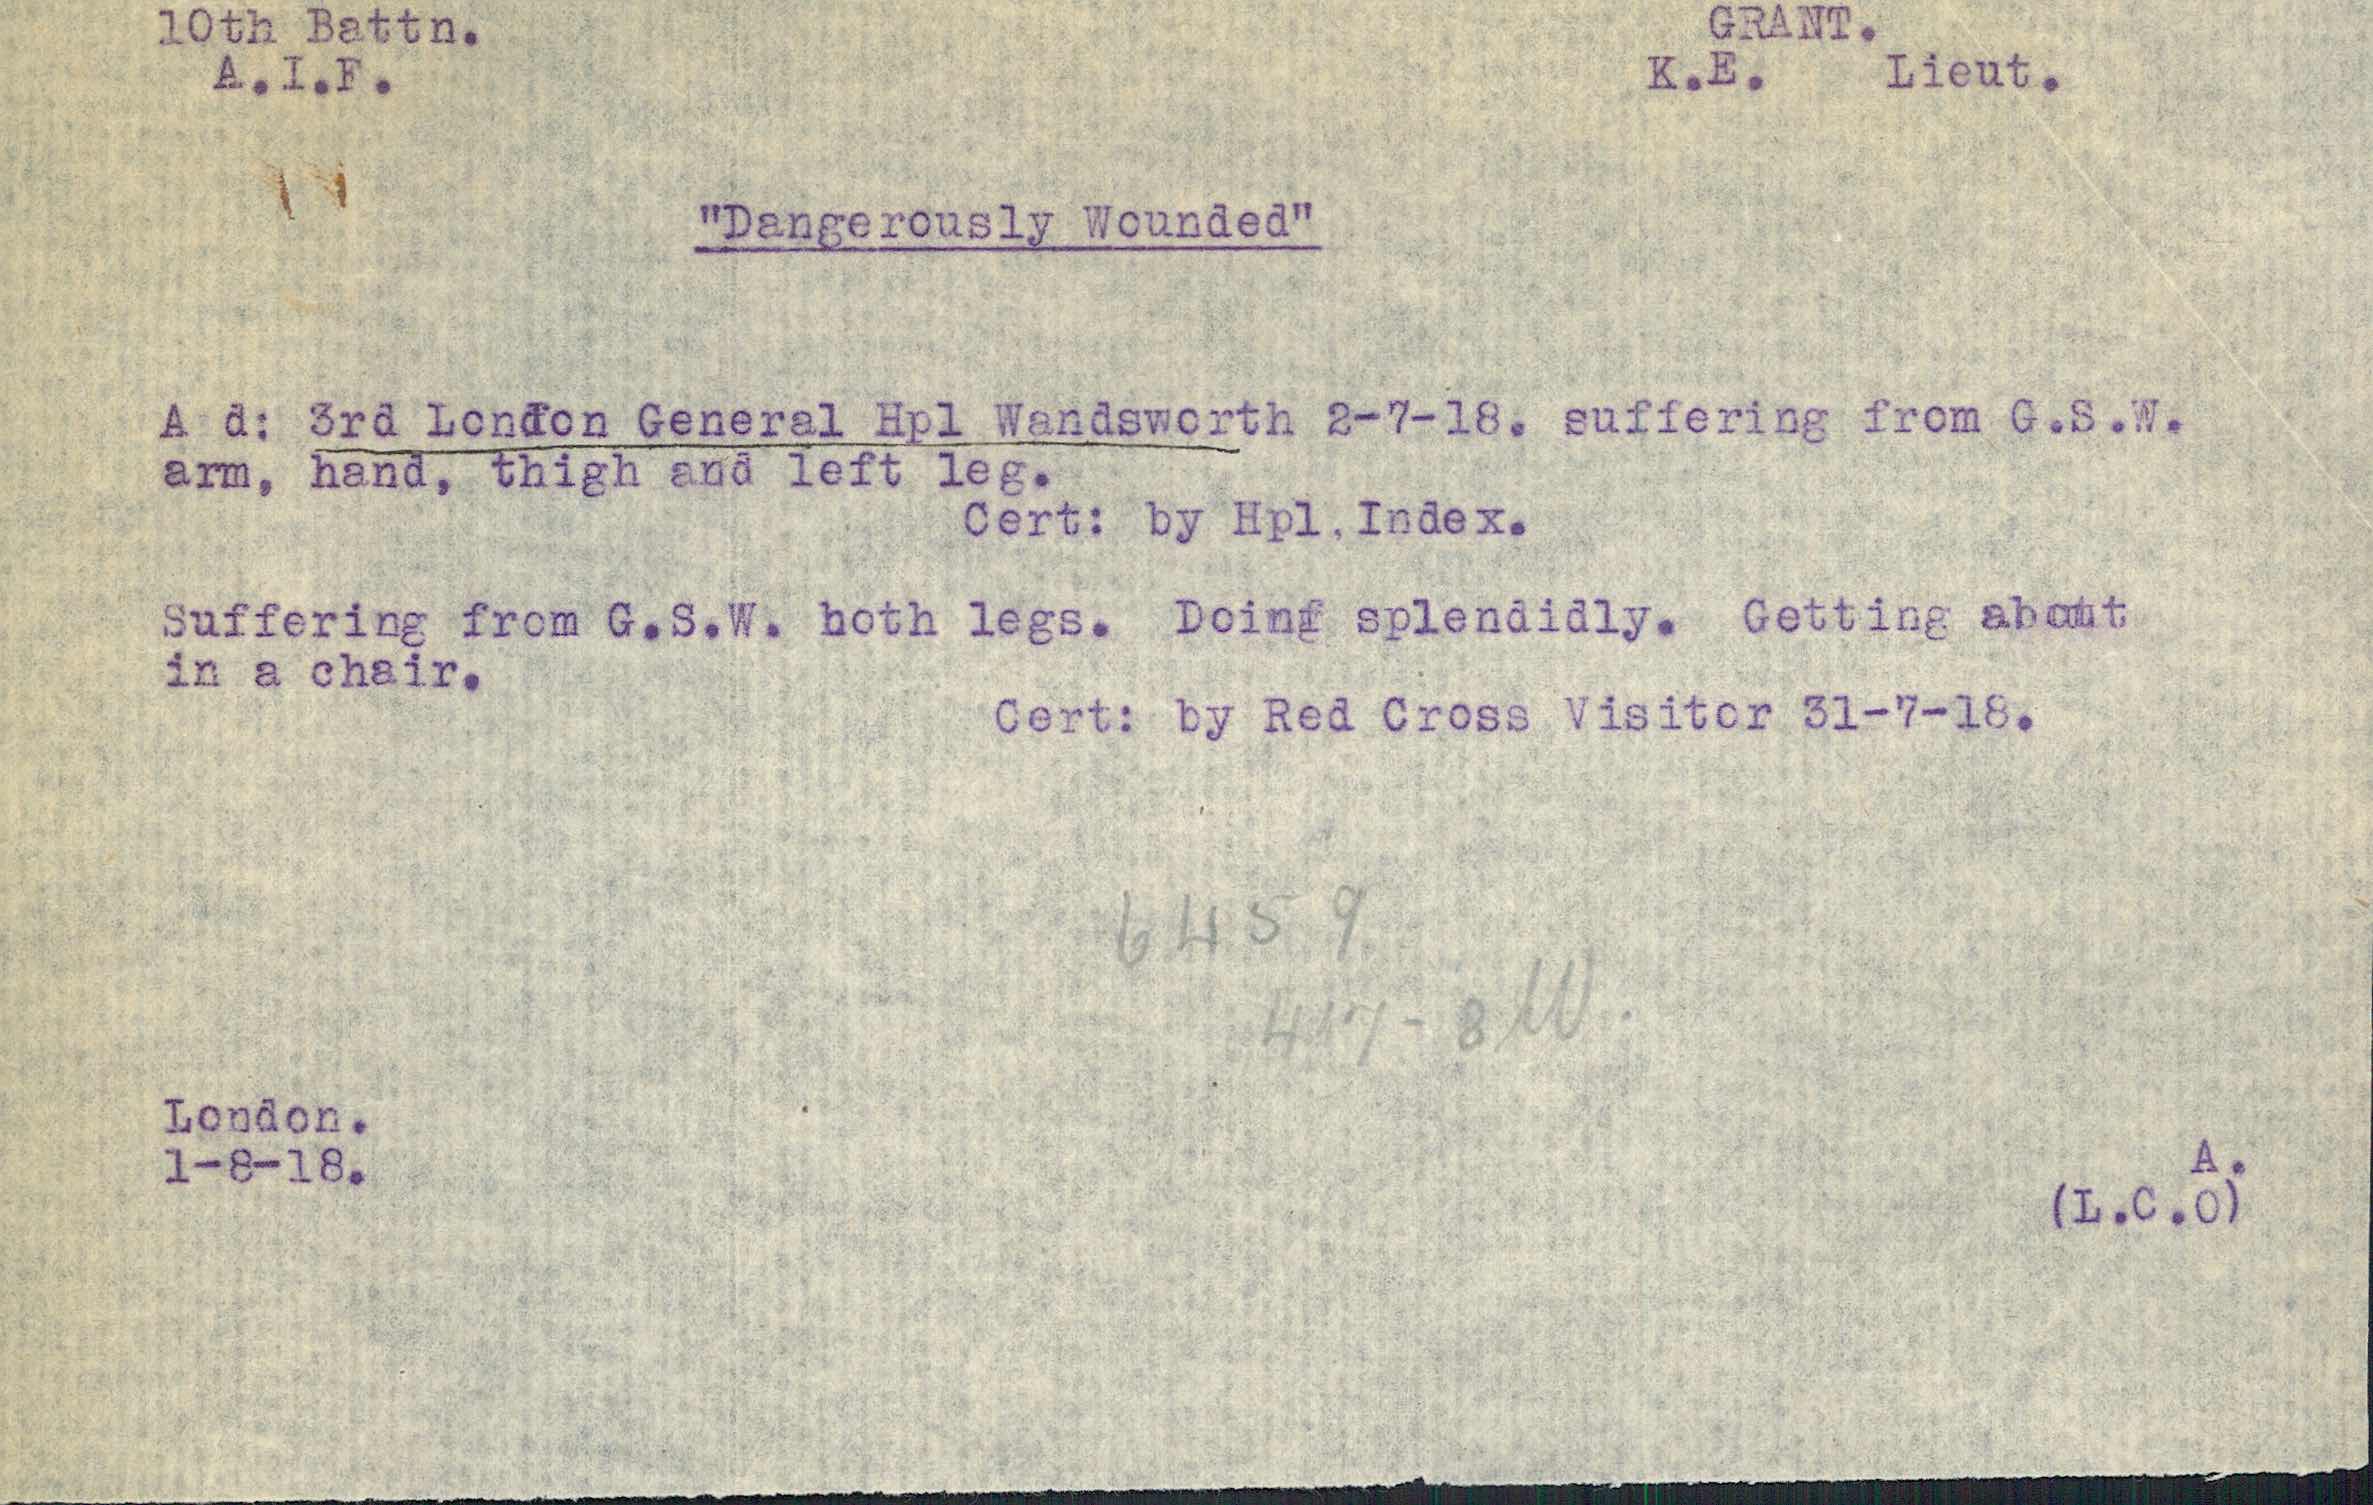 10th Battn.
A.I.F.
GRANT.
K.E. Lieut.
"Dangerously Wounded"
A d: 3rd London General Hpl Wandsworth 2-7-18. suffering from G.S.W.
arm, hand, thigh and left leg.
Cert: by Hpl.Index.
Suffering from G.S.W. both legs. Doing splendidly. Getting about
in a chair.
Cert: by Red Cross Visitor 31-7-18.
6459
W.
London.
1-8-18.
A.
(L.C.O)